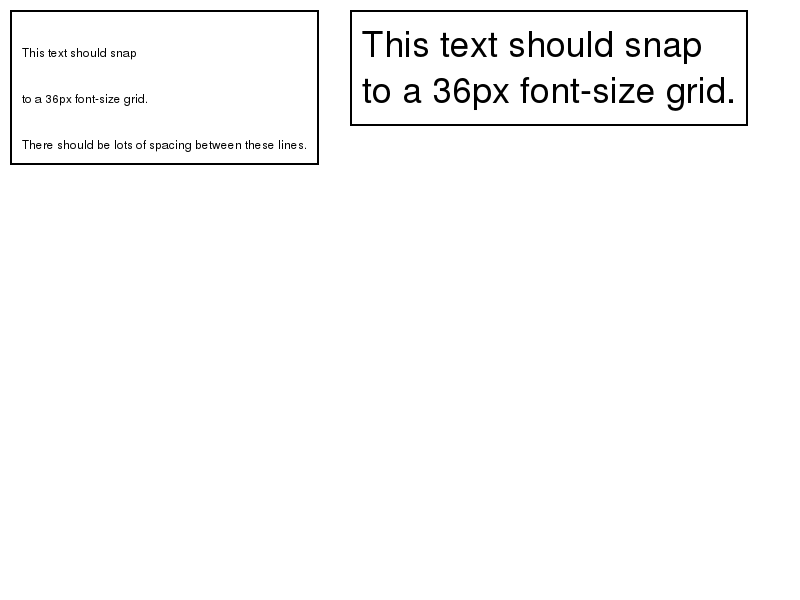 This text should snap
to a 36px font-size grid.
There should be lots of spacing between these lines.
This text should snap
to a 36px font-size grid.